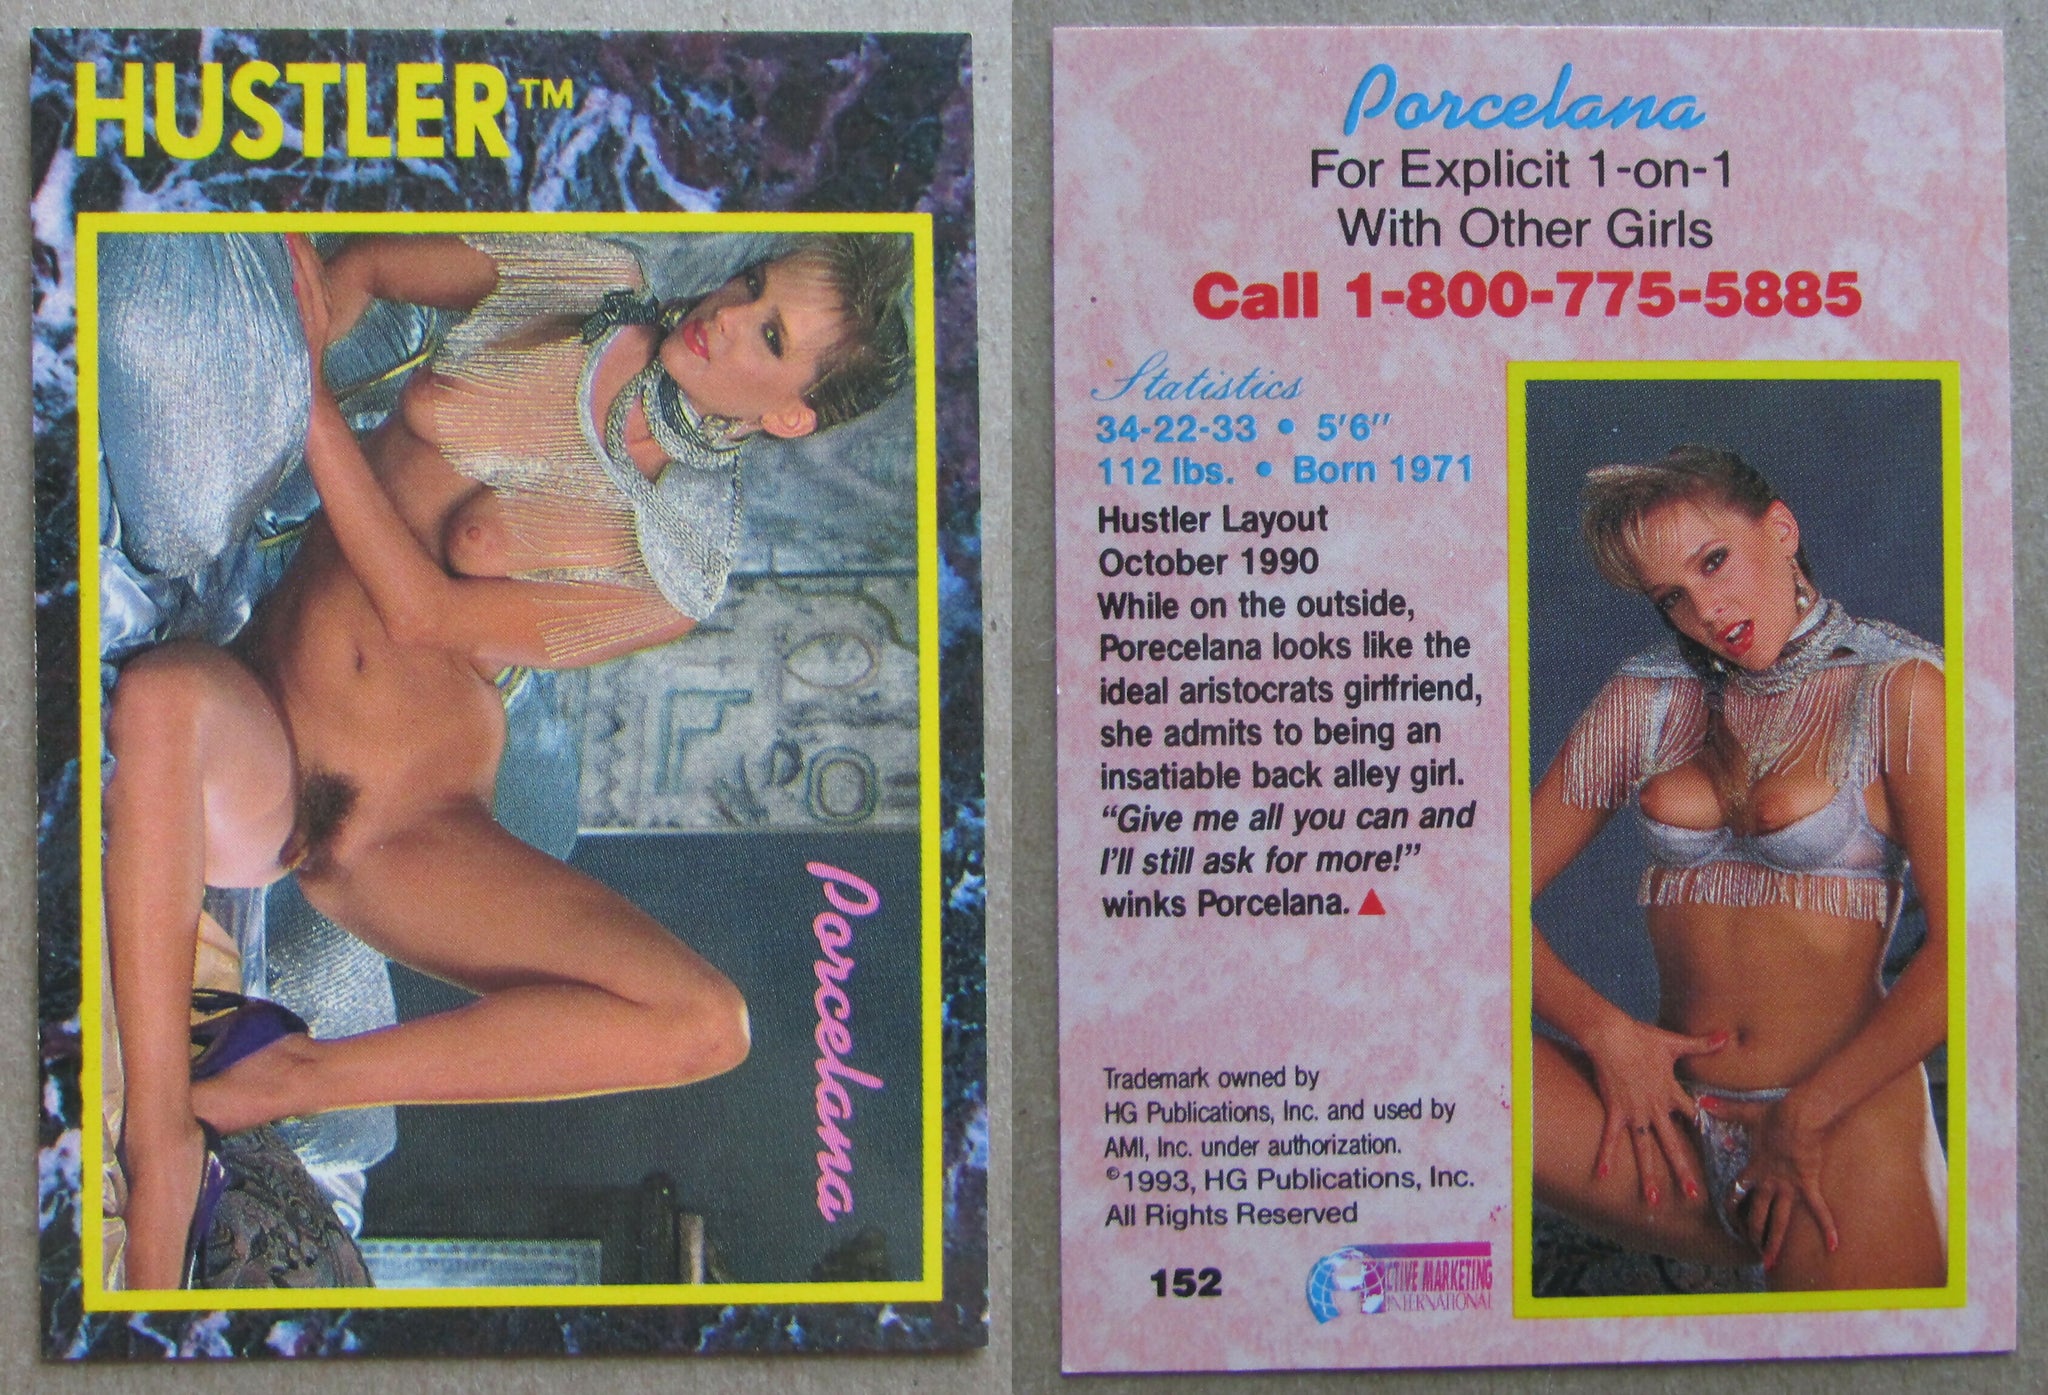 HUSTLER™
Porcelana
Porcelana
For Explicit 1-on-1
With Other Girls
Call 1-800-775-5885
Statistics
34-22-33 • 5'6"
112 lbs. • Born 1971
Hustler Layout
October 1990
While on the outside,
Porecelana looks like the
ideal aristocrats girlfriend,
she admits to being an
insatiable back alley girl.
“Give me all you can and
I'll still ask for more!”
winks Porcelana.
Trademark owned by
HG Publications, Inc. and used by
AMI, Inc. under authorization.
©1993, HG Publications, Inc.
All Rights Reserved
152
ACTIVE MARKETING
INTERNATIONAL